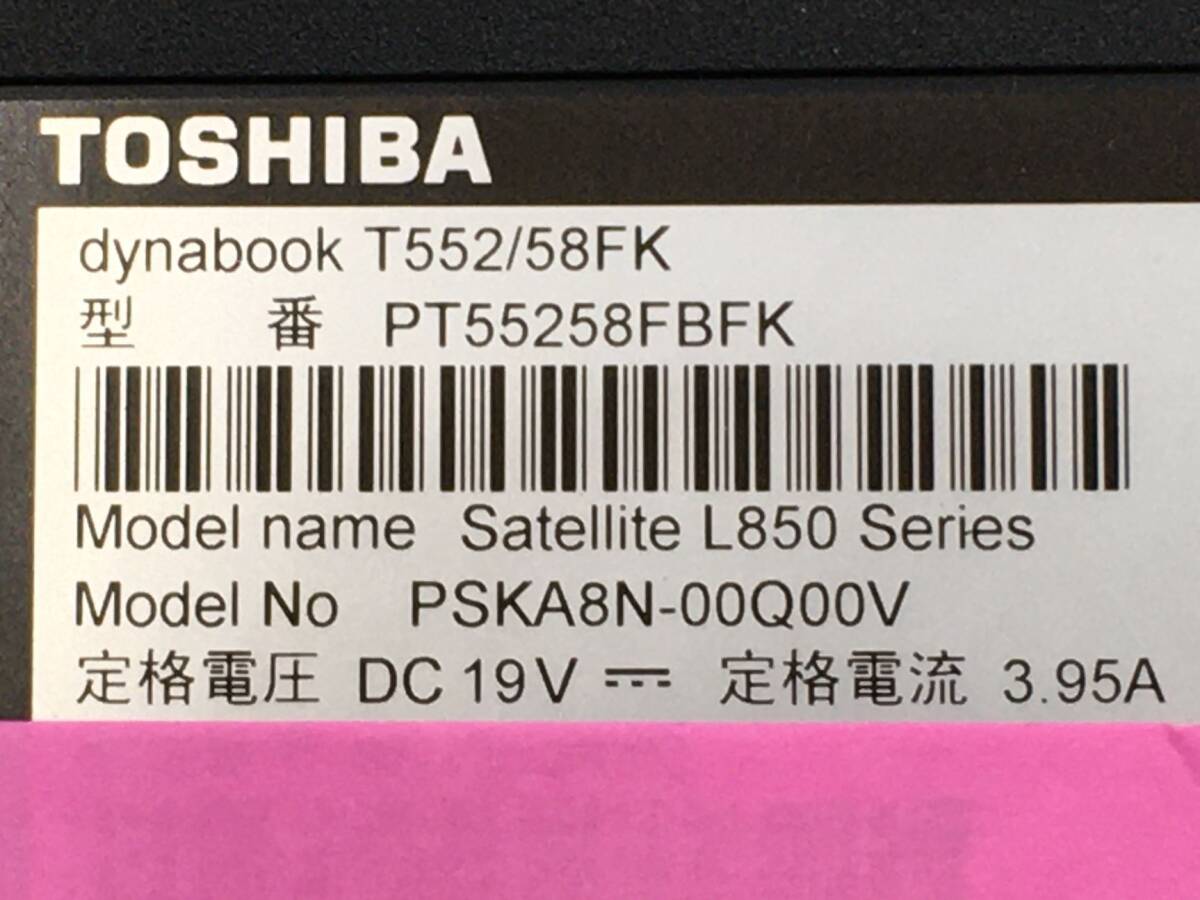 TOSHIBA
dynabook T552/58FK
型 番 PT55258FBFK
Model name Satellite L850 Series
Model No PSKA8N-00Q00V
定格電圧 DC 19V ⎓ 定格電流 3.95A